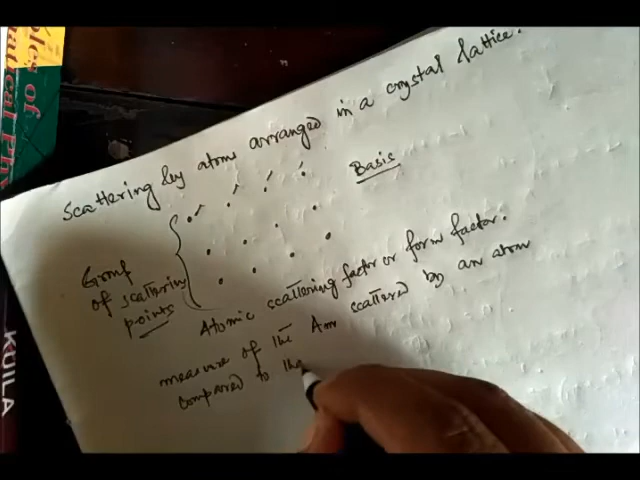 Scattering by atoms arranged in a crystal lattice.
Basis
Group
of scattering
points
Atomic scattering factor or form factor.
measure of the Am scattered by an atom
compared to the
KUILA